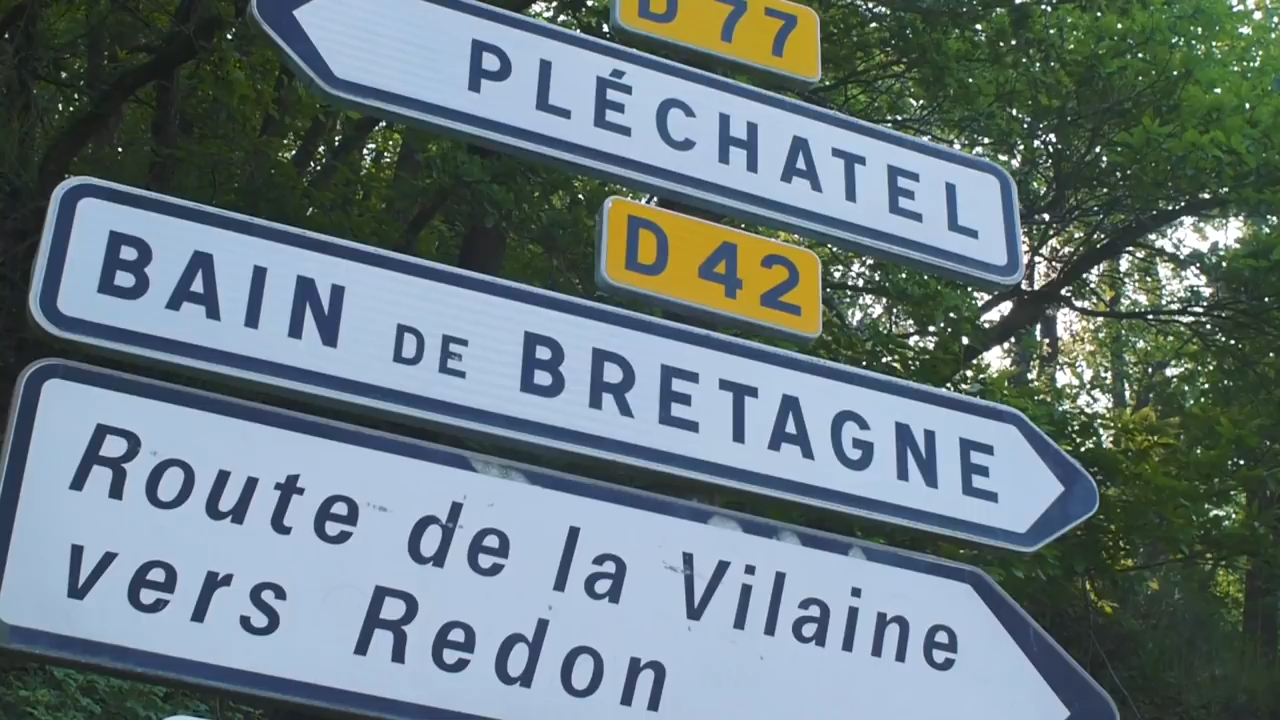 D 77
PLÉCHATEL
D 42
BAIN DE BRETAGNE
Route de la Vilaine
vers Redon